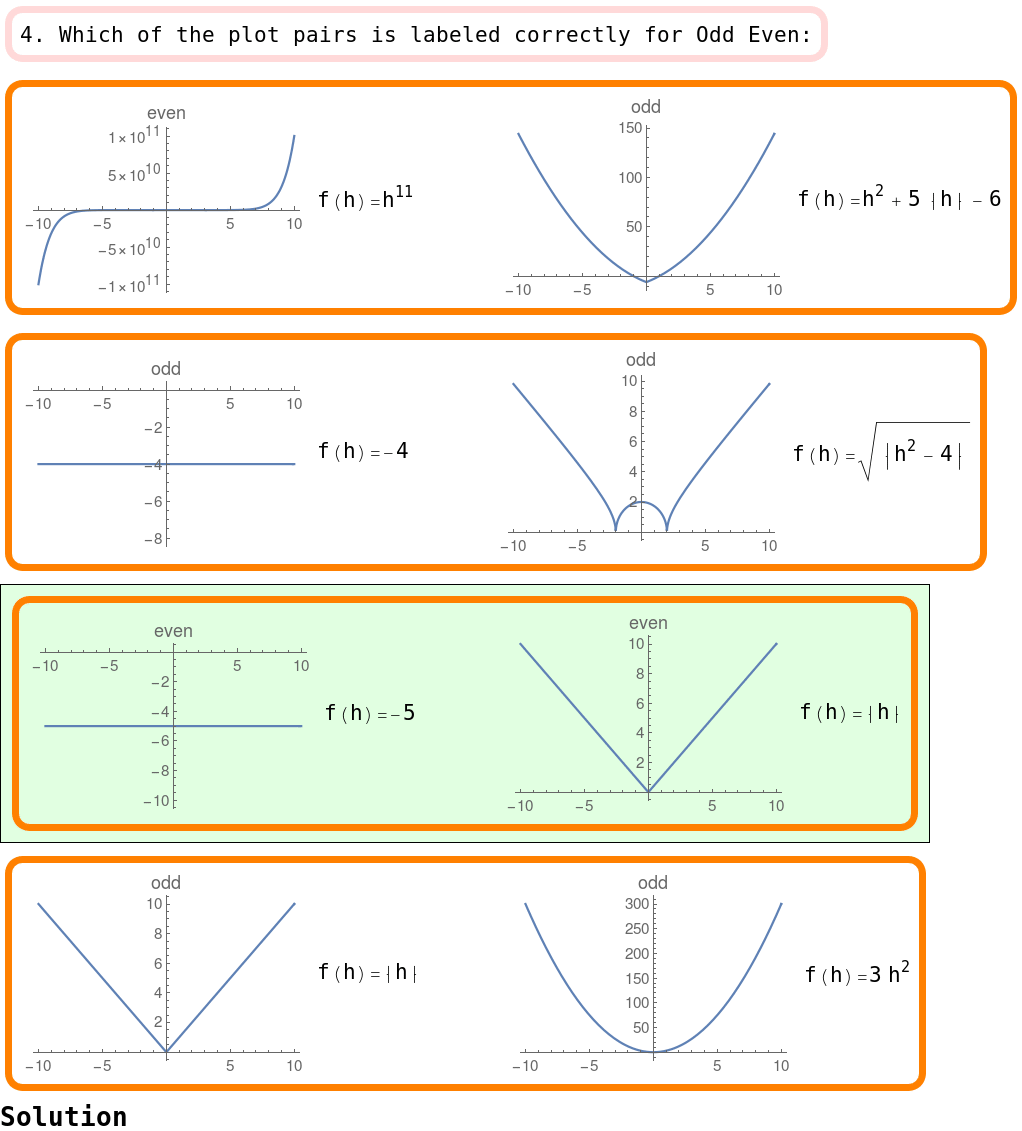 4. Which of the plot pairs is labeled correctly for Odd Even:
even
1×10^11
5×10^10
−10 −5 5 10
−5×10^10
−1×10^11
f(h)=h^11
odd
150
100
50
−10 −5 5 10
f(h)=h^2 + 5 |h| − 6
odd
−10 −5 5 10
−2
−4
−6
−8
f(h)=−4
odd
10
8
6
4
2
−10 −5 5 10
f(h)=√|h^2 − 4|
even
−10 −5 5 10
−2
−4
−6
−8
−10
f(h)=−5
even
10
8
6
4
2
−10 −5 5 10
f(h)=|h|
odd
10
8
6
4
2
−10 −5 5 10
f(h)=|h|
odd
300
250
200
150
100
50
−10 −5 5 10
f(h)=3 h^2
Solution